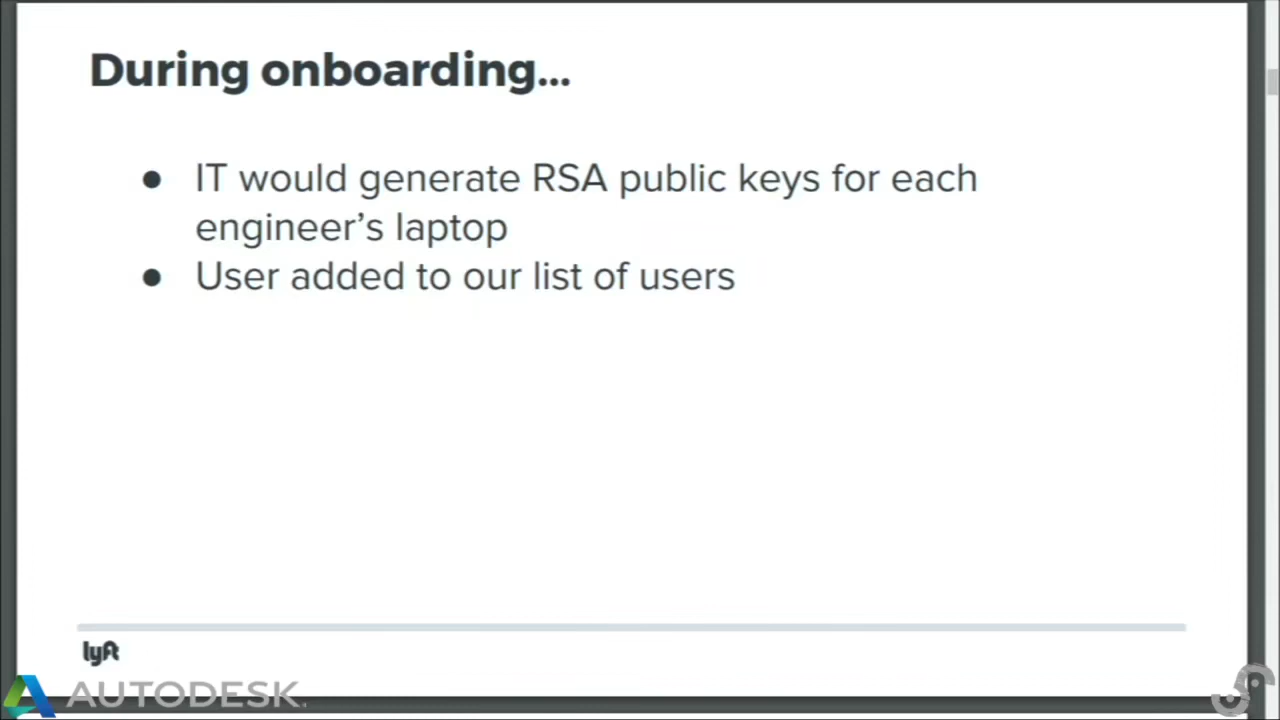 During onboarding...
● IT would generate RSA public keys for each
engineer's laptop
● User added to our list of users
lyft
AUTODESK.